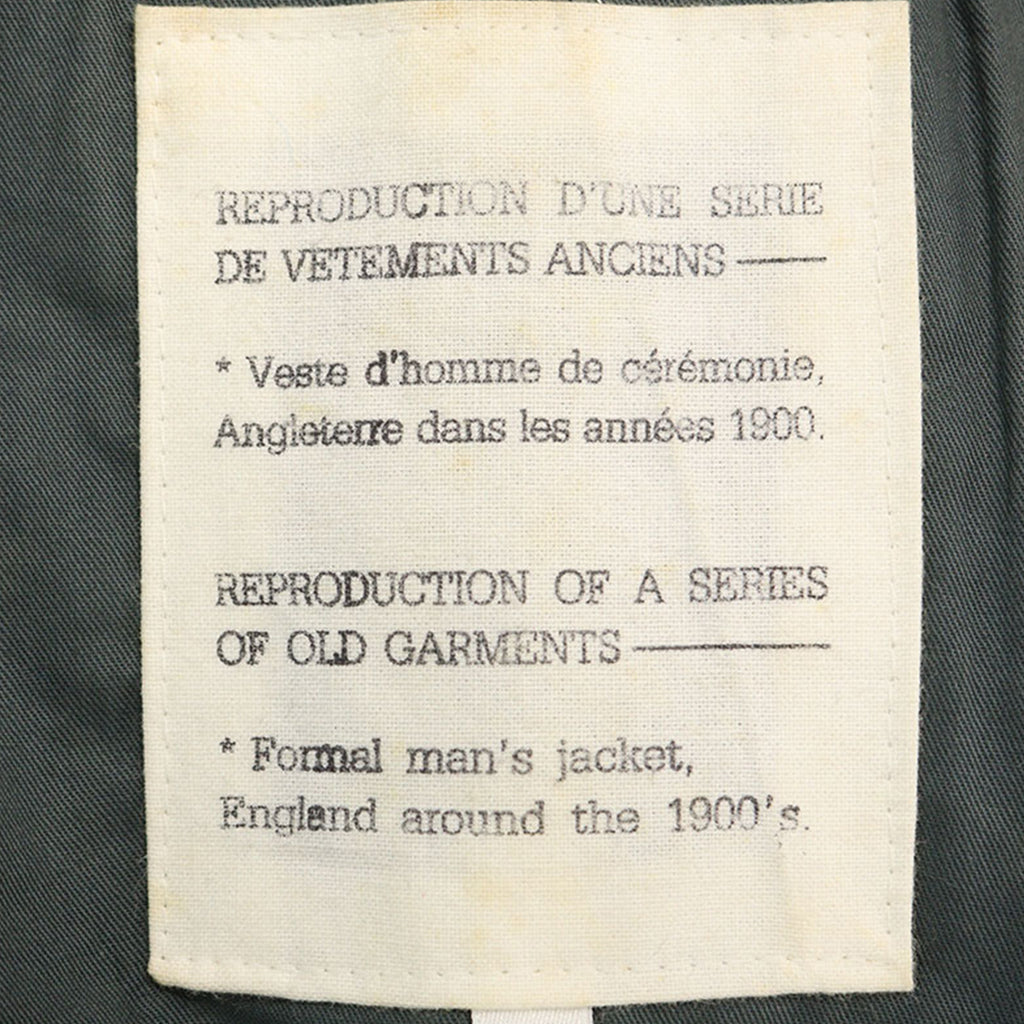 REPRODUCTION D'UNE SERIE
DE VETEMENTS ANCIENS ———
* Veste d'homme de cérémonie,
Angleterre dans les années 1900.
REPRODUCTION OF A SERIES
OF OLD GARMENTS ———
* Formal man's jacket,
England around the 1900's.